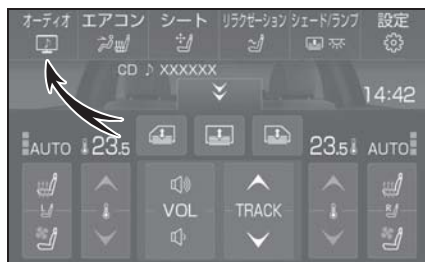 オーディオ エアコン シート リラクゼーション シェード/ランプ 設定
CD ♪ XXXXXX
14:42
AUTO 23.5 23.5 AUTO
L R
VOL TRACK